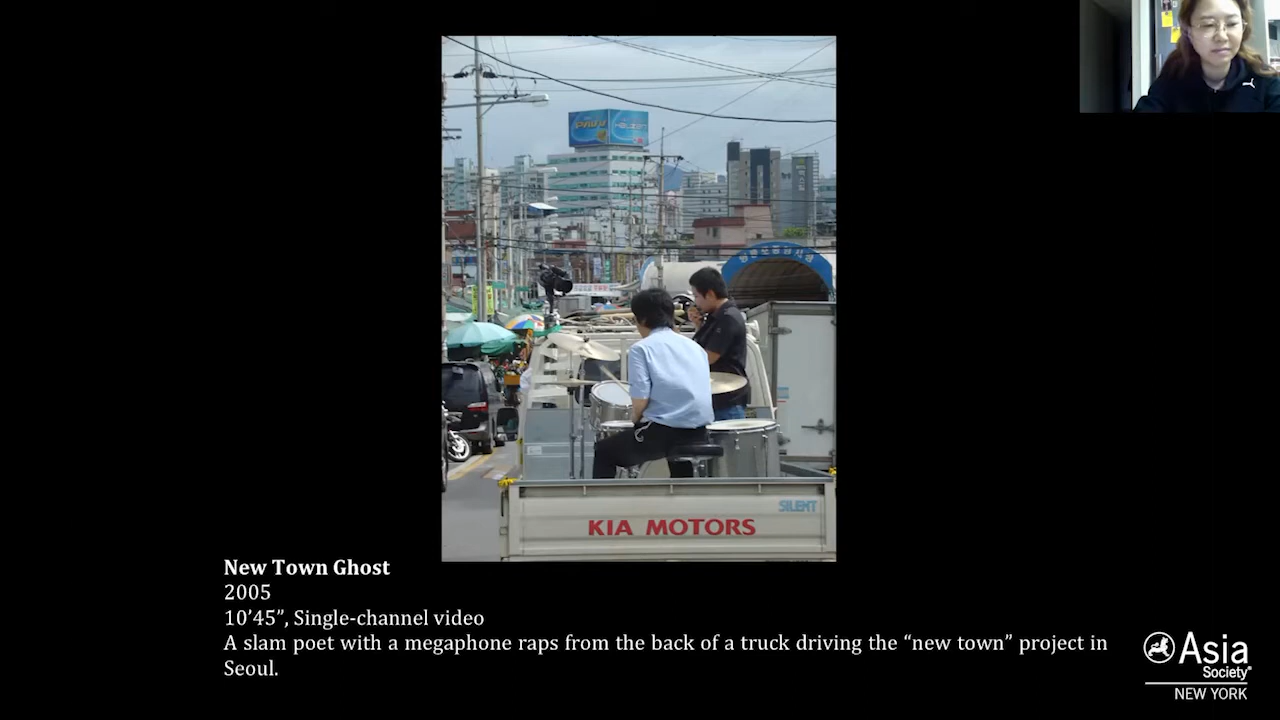 KIA MOTORS
SILENT
New Town Ghost
2005
10’45”, Single-channel video
A slam poet with a megaphone raps from the back of a truck driving the “new town” project in
Seoul.
Asia
Society
NEW YORK